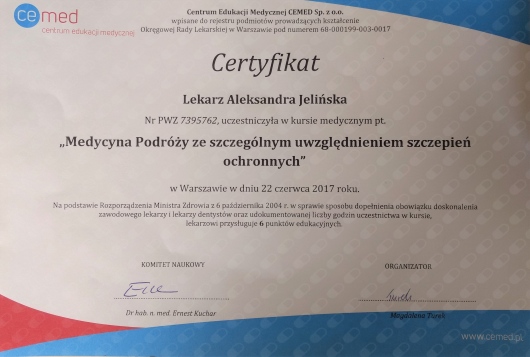 cemed
centrum edukacji medycznej
Centrum Edukacji Medycznej CEMED Sp. z o.o.
wpisane do rejestru podmiotów prowadzących kształcenie
Okręgowej Rady Lekarskiej w Warszawie pod numerem 68-000199-003-0017
Certyfikat
Lekarz Aleksandra Jelińska
Nr PWZ 7395762, uczestniczyła w kursie medycznym pt.
„Medycyna Podróży ze szczególnym uwzględnieniem szczepień
ochronnych"
w Warszawie w dniu 22 czerwca 2017 roku.
Na podstawie Rozporządzenia Ministra Zdrowia z 6 października 2004 r. w sprawie sposobu dopełnienia obowiązku doskonalenia
zawodowego lekarzy i lekarzy dentystów oraz udokumentowanej liczby godzin uczestnictwa w kursie,
lekarzowi przysługuje 6 punktów edukacyjnych.
KOMITET NAUKOWY
ORGANIZATOR
Dr hab. n. med. Ernest Kuchar
Magdalena Turek
www.cemed.pl